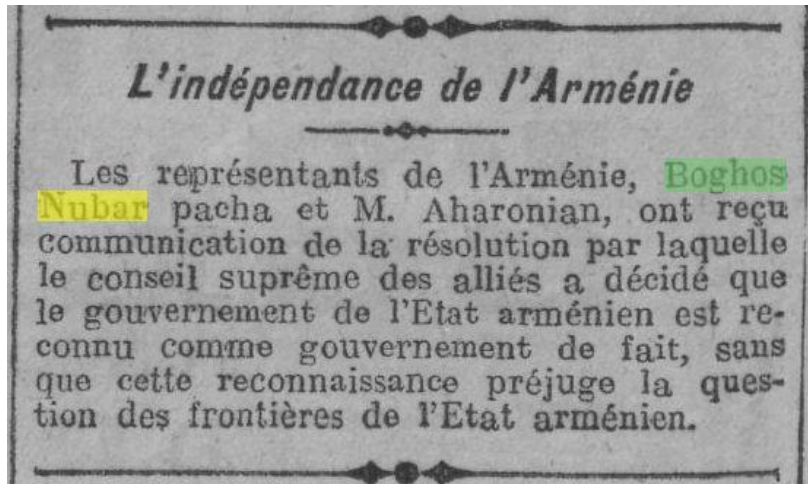 L'indépendance de l'Arménie
Les représentants de l'Arménie, Boghos
Nubar pacha et M. Aharonian, ont reçu
communication de la résolution par laquelle
le conseil suprême des alliés a décidé que
le gouvernement de l'Etat arménien est re-
connu comme gouvernement de fait, sans
que cette reconnaissance préjuge la ques-
tion des frontières de l'Etat arménien.